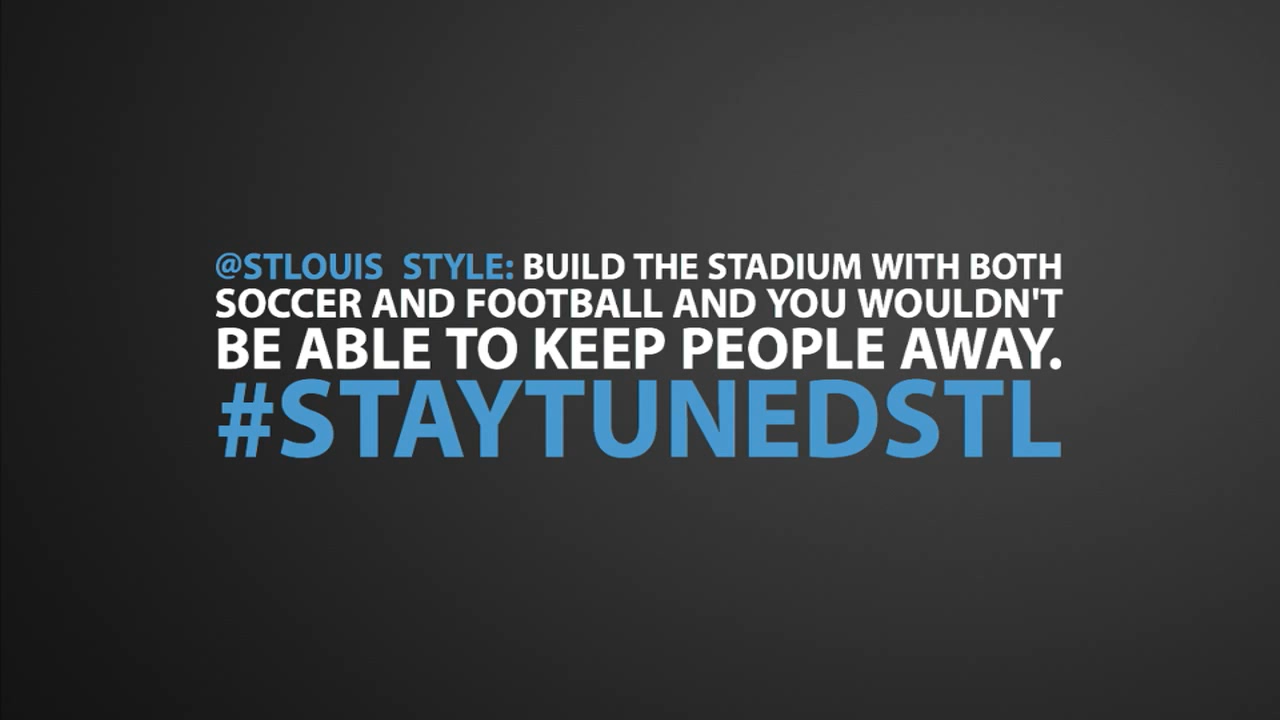 @STLOUIS STYLE: BUILD THE STADIUM WITH BOTH
SOCCER AND FOOTBALL AND YOU WOULDN'T
BE ABLE TO KEEP PEOPLE AWAY.
#STAYTUNEDSTL